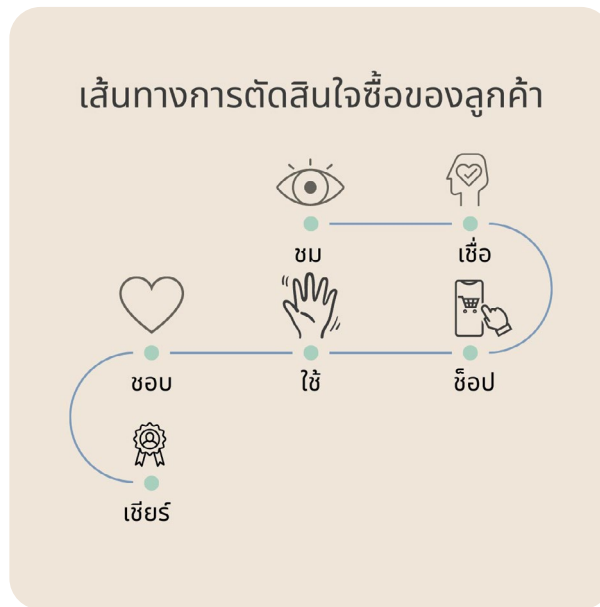 เส้นทางการตัดสินใจซื้อของลูกค้า
ชม
เชื่อ
ช็อป
ใช้
ชอบ
เชียร์